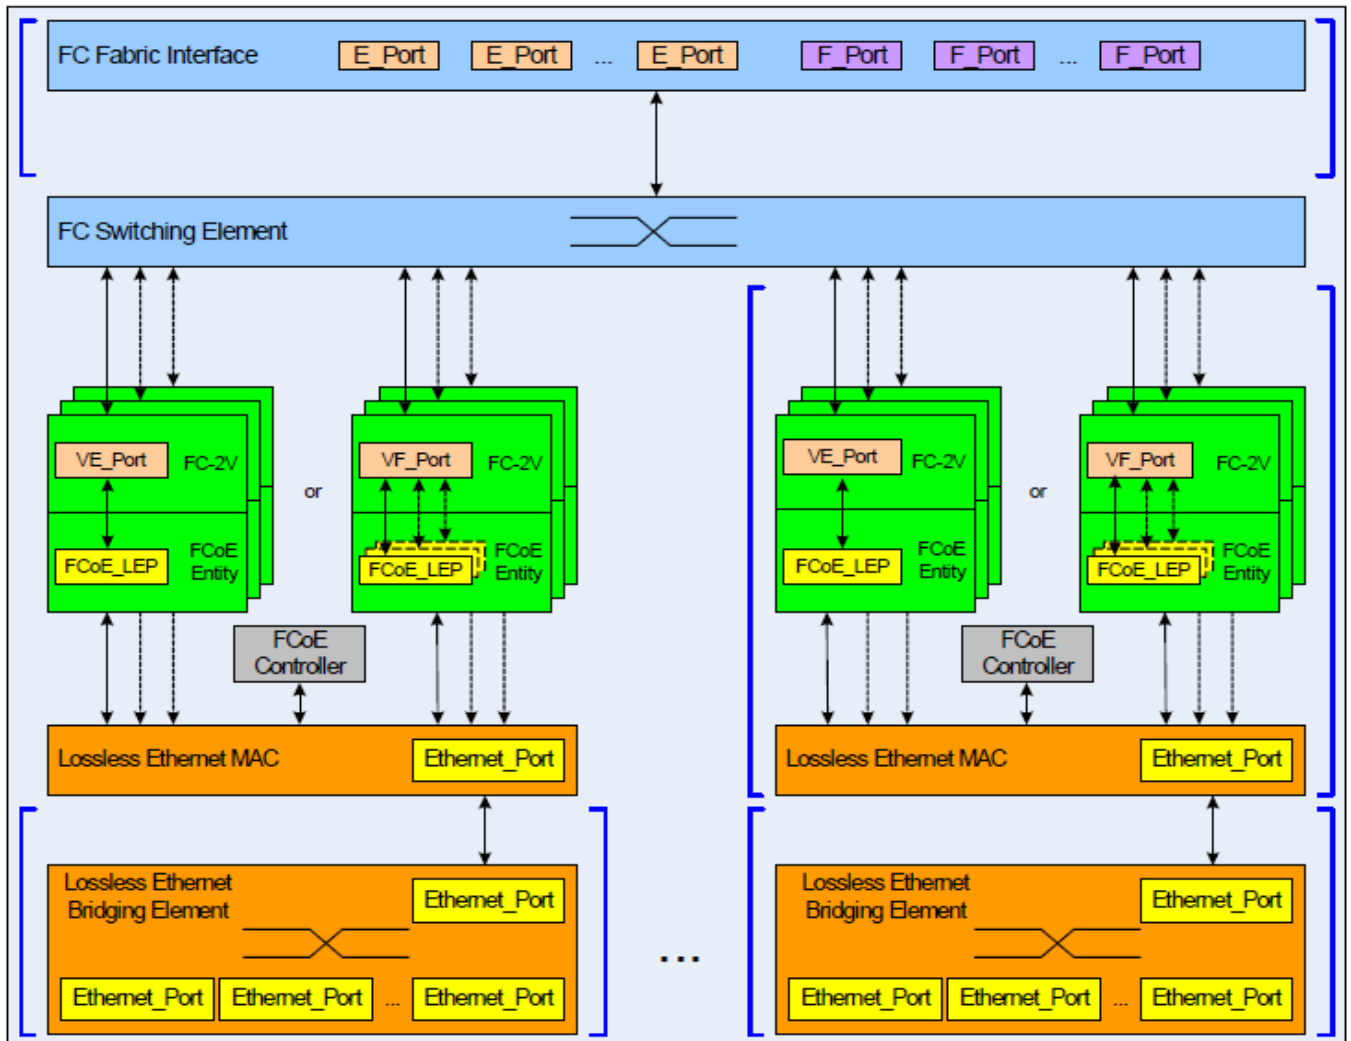 FC Fabric Interface
E_Port
E_Port
...
E_Port
F_Port
F_Port
...
F_Port
FC Switching Element
VE_Port
FC-2V
FCoE_LEP
FCoE
Entity
or
VF_Port
FC-2V
FCoE_LEP
FCoE
Entity
VE_Port
FC-2V
FCoE_LEP
FCoE
Entity
or
VF_Port
FC-2V
FCoE_LEP
FCoE
Entity
FCoE
Controller
FCoE
Controller
Lossless Ethernet MAC
Ethernet_Port
Lossless Ethernet MAC
Ethernet_Port
Lossless Ethernet
Bridging Element
Ethernet_Port
Ethernet_Port
Ethernet_Port
...
Ethernet_Port
...
Lossless Ethernet
Bridging Element
Ethernet_Port
Ethernet_Port
Ethernet_Port
...
Ethernet_Port